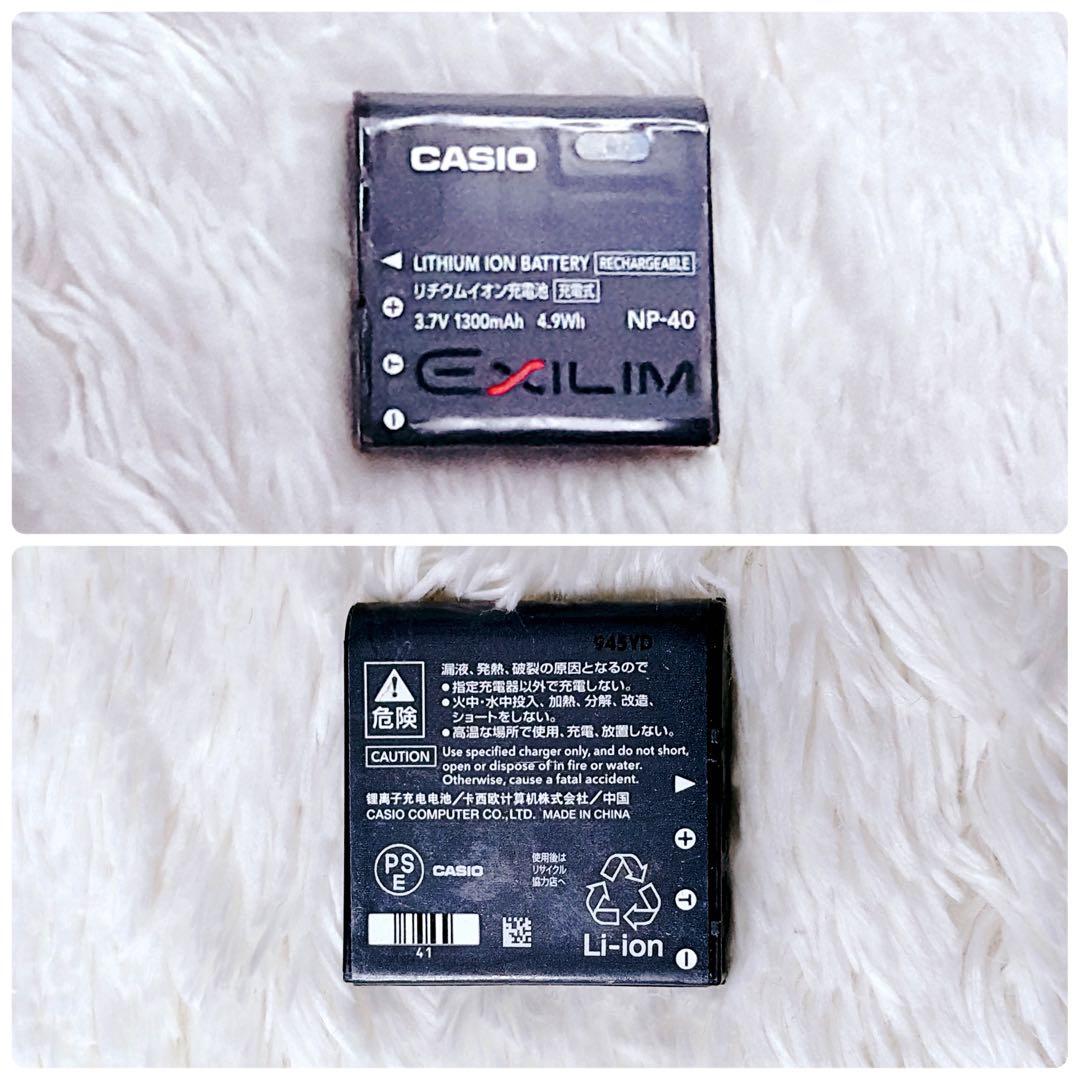 CASIO
LITHIUM ION BATTERY RECHARGEABLE
リチウムイオン充電池 充電式
3.7V 1300mAh 4.9Wh NP-40
+
T
−
EXILIM
945YD
危険
漏液、発熱、破裂の原因となるので
●指定充電器以外で充電しない。
●火中・水中投入、加熱、分解、改造、
ショートをしない。
●高温な場所で使用、充電、放置しない。
CAUTION
Use specified charger only, and do not short,
open or dispose of in fire or water.
Otherwise, cause a fatal accident.
锂离子充电电池/卡西欧计算机株式会社/中国
CASIO COMPUTER CO.,LTD. MADE IN CHINA
PS
E
CASIO
使用後は
リサイクル
協力店へ
Li-ion
41
+
T
−